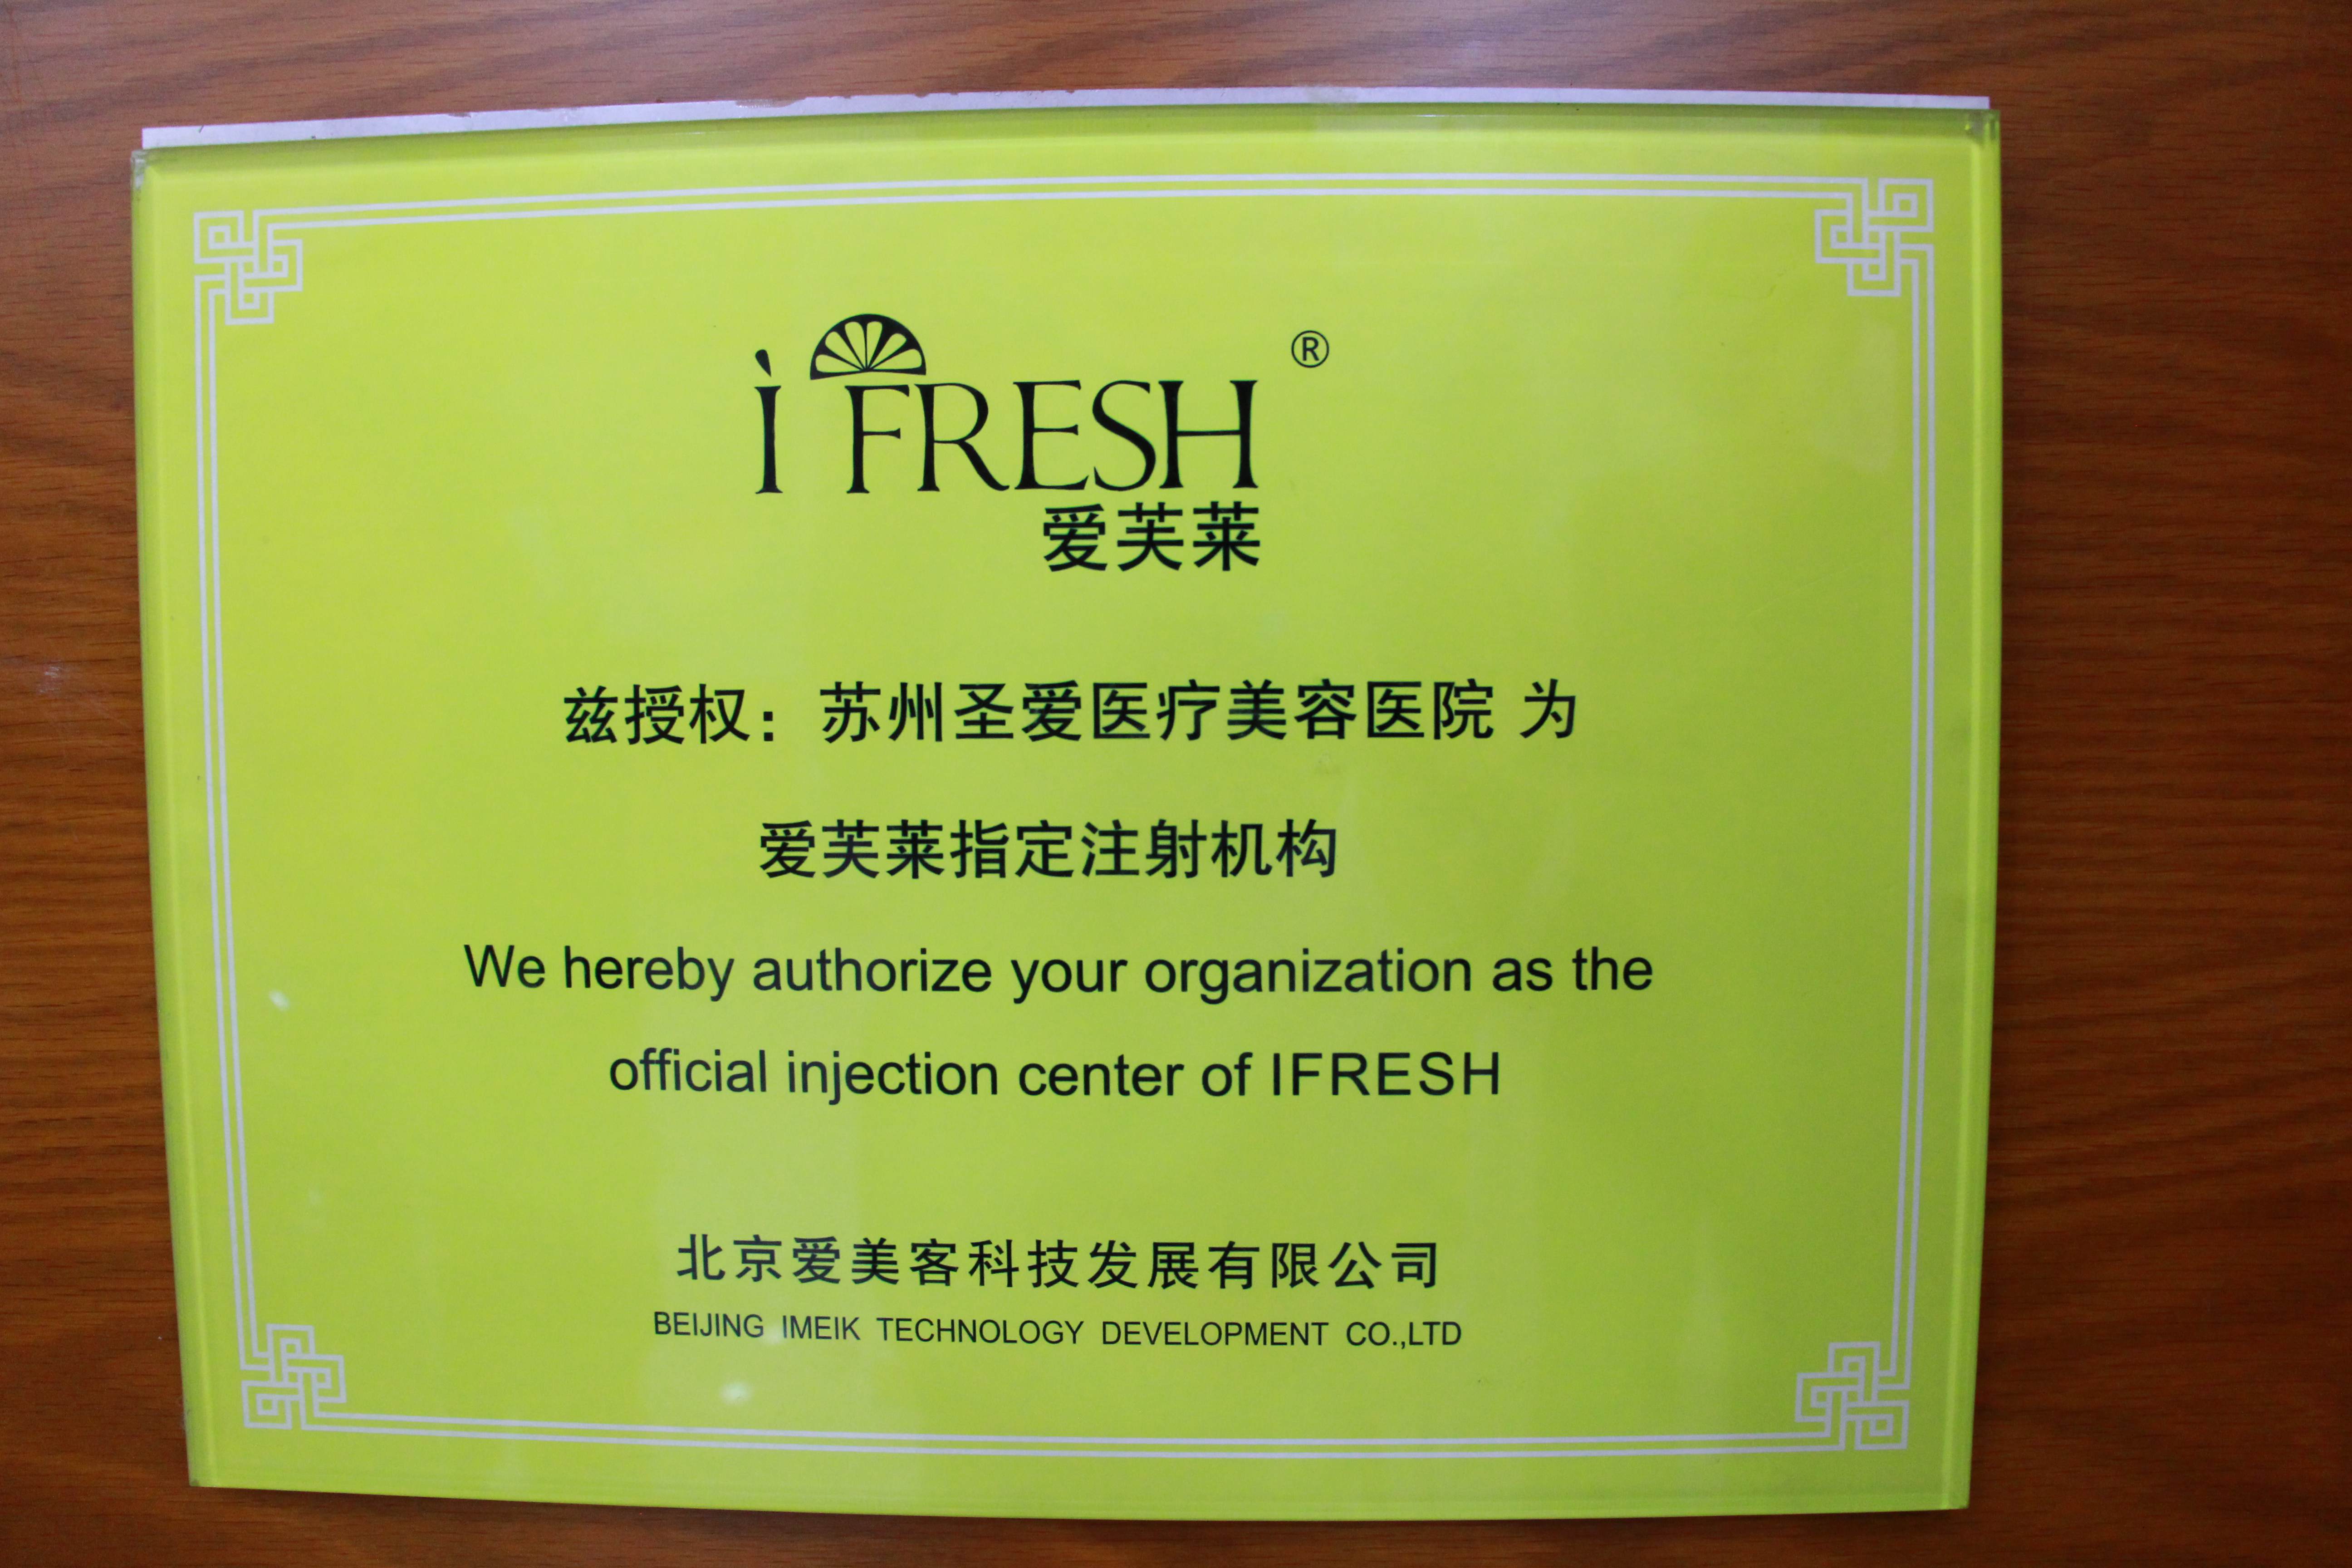 i FRESH ®
爱芙莱
兹授权：苏州圣爱医疗美容医院 为
爱芙莱指定注射机构
We hereby authorize your organization as the
official injection center of IFRESH
北京爱美客科技发展有限公司
BEIJING IMEIK TECHNOLOGY DEVELOPMENT CO.,LTD